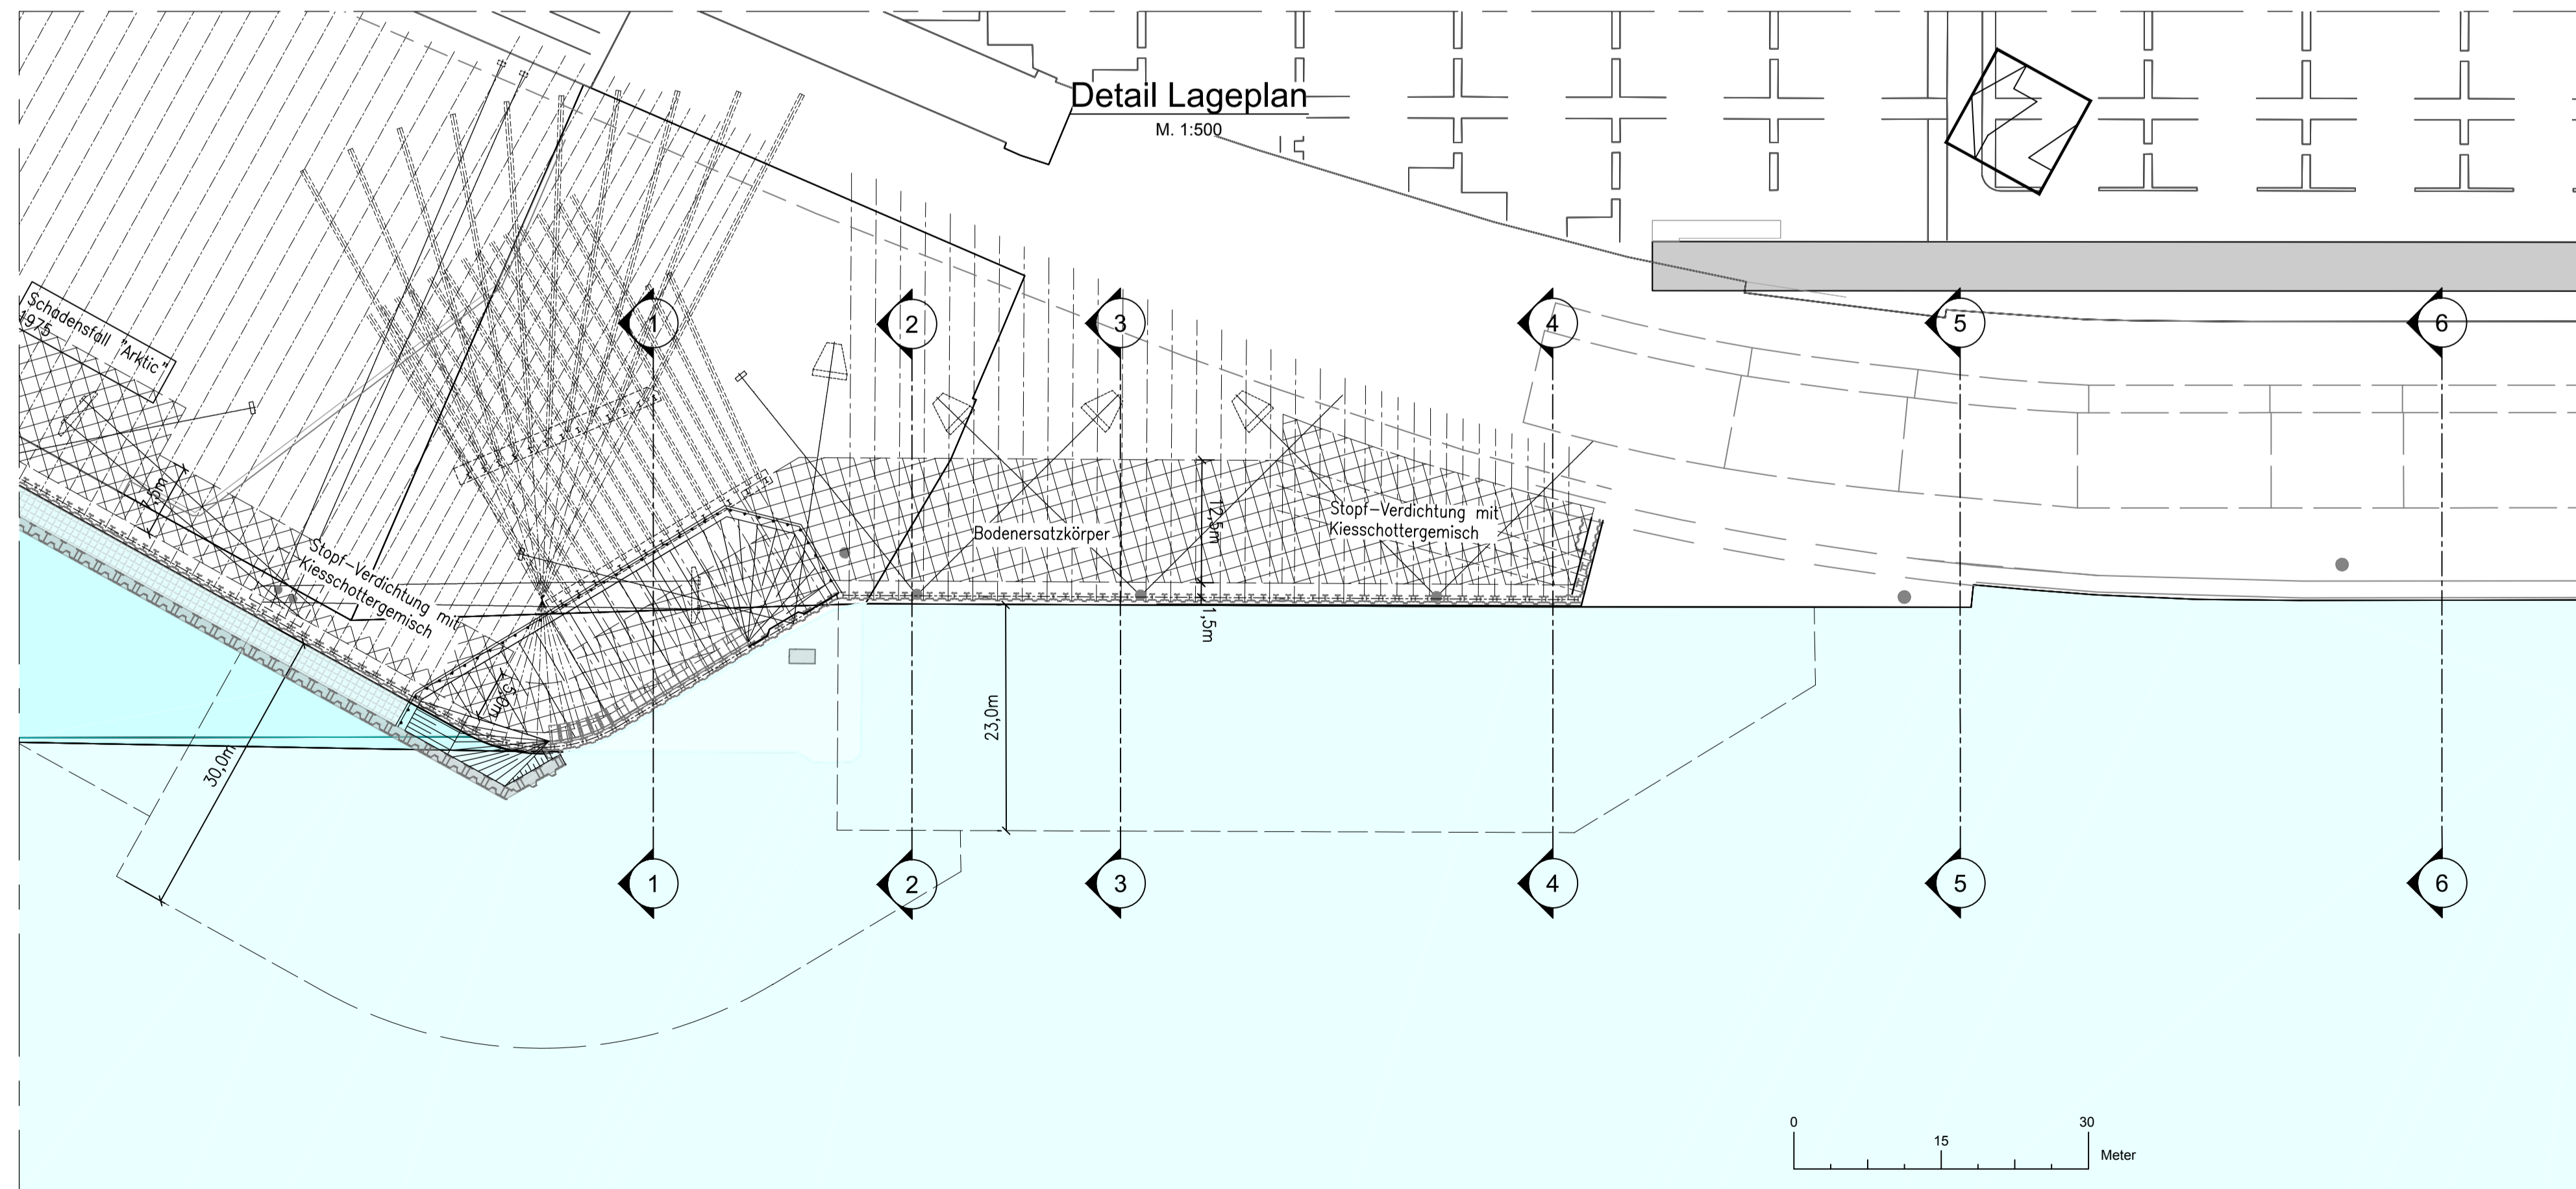 Detail Lageplan
M. 1:500
Schadensfall "Arktic"
1975
1
2
3
4
5
6
7,5m
12,5m
Stopf-Verdichtung mit
Kiesschottergemisch
Bodenersatzkörper
Stopf-Verdichtung mit
Kiesschottergemisch
1,5m
23,0m
30,0m
1
2
3
4
5
6
0
15
30
Meter